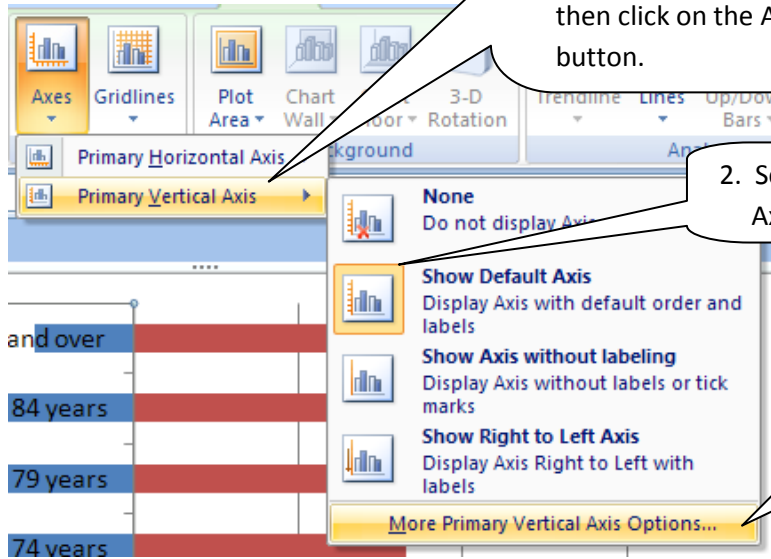 then click on the A
button.
Axes Gridlines Plot Chart 3-D Trendline Lines Up/Dow
Area Wall Floor Rotation Bars
Background
Primary Horizontal Axis
Primary Vertical Axis
2. Se
Ax
None
Do not display Axis
Show Default Axis
Display Axis with default order and
labels
Show Axis without labeling
Display Axis without labels or tick
marks
Show Right to Left Axis
Display Axis Right to Left with
labels
More Primary Vertical Axis Options...
and over
84 years
79 years
74 years